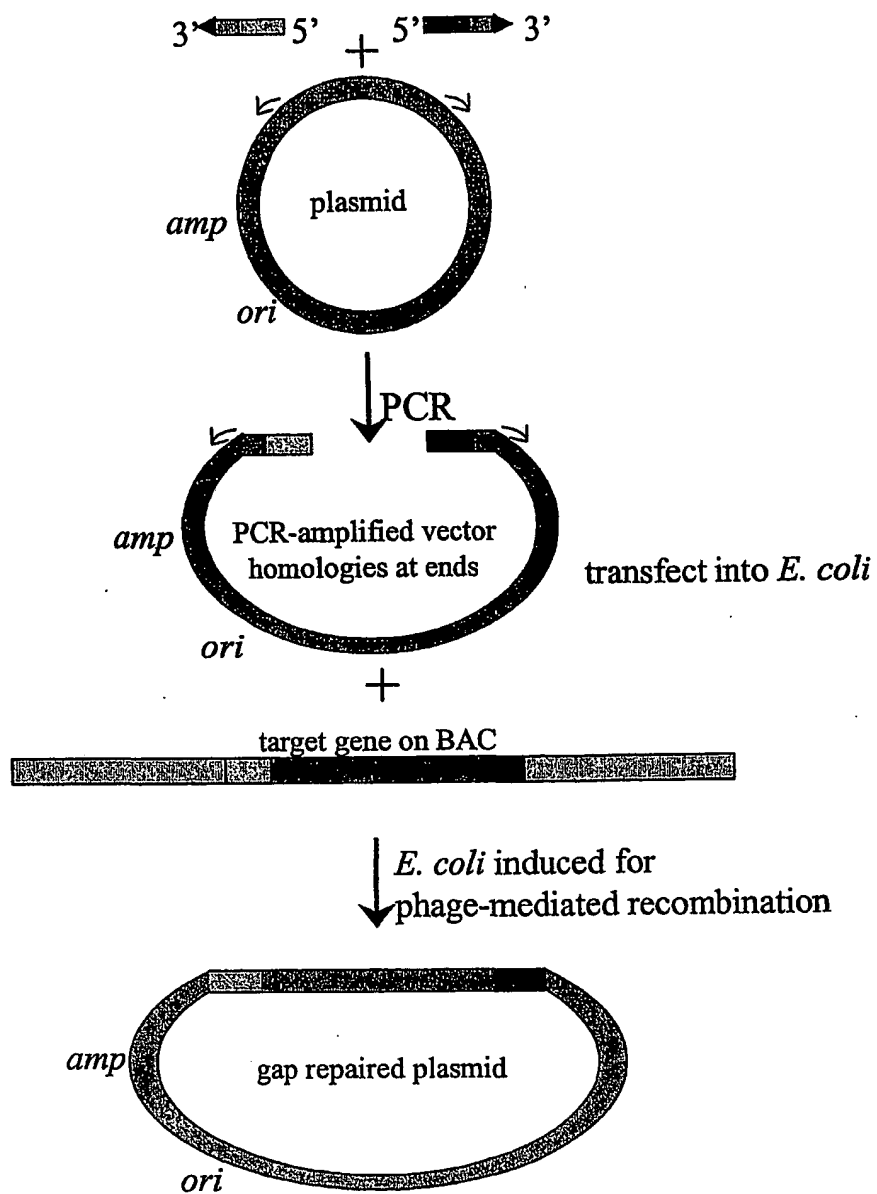 3' 5' + 5' 3'
plasmid
amp
ori
PCR
amp
PCR-amplified vector
homologies at ends
transfect into E. coli
ori
+
target gene on BAC
E. coli induced for
phage-mediated recombination
amp
gap repaired plasmid
ori